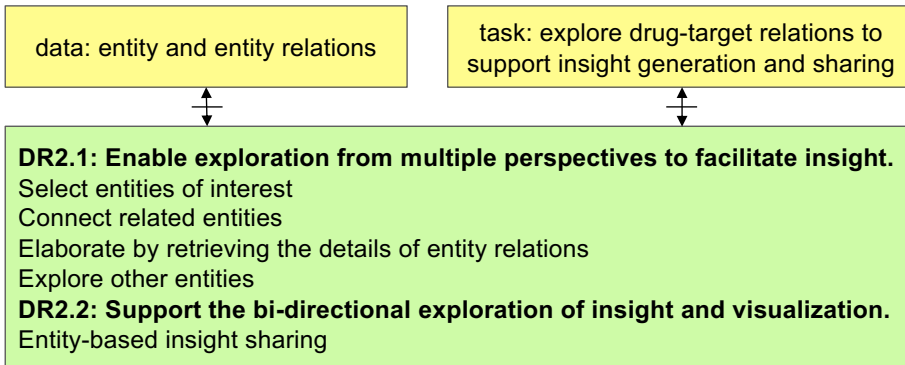 data: entity and entity relations
task: explore drug-target relations to
support insight generation and sharing
DR2.1: Enable exploration from multiple perspectives to facilitate insight.
Select entities of interest
Connect related entities
Elaborate by retrieving the details of entity relations
Explore other entities
DR2.2: Support the bi-directional exploration of insight and visualization.
Entity-based insight sharing